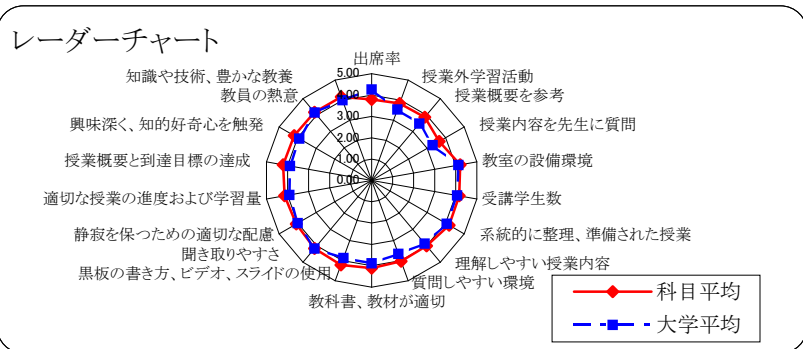 レーダーチャート
出席率
授業外学習活動
授業概要を参考
授業内容を先生に質問
教室の設備環境
受講学生数
系統的に整理、準備された授業
理解しやすい授業内容
質問しやすい環境
教科書、教材が適切
黒板の書き方、ビデオ、スライドの使用
聞き取りやすさ
静寂を保つための適切な配慮
適切な授業の進度および学習量
授業概要と到達目標の達成
興味深く、知的好奇心を触発
教員の熱意
知識や技術、豊かな教養
5.00
4.00
3.00
2.00
1.00
0.00
科目平均
大学平均